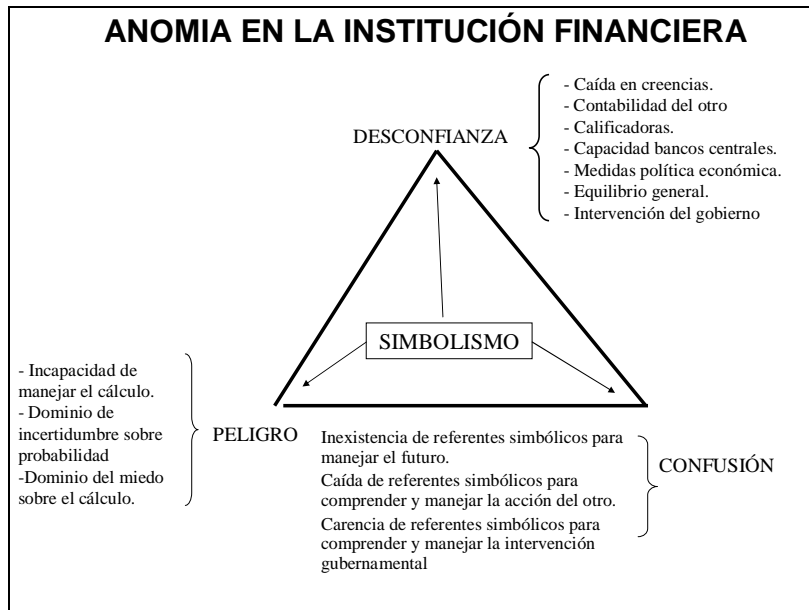 ANOMIA EN LA INSTITUCIÓN FINANCIERA
DESCONFIANZA
- Caída en creencias.
- Contabilidad del otro
- Calificadoras.
- Capacidad bancos centrales.
- Medidas política económica.
- Equilibrio general.
- Intervención del gobierno
SIMBOLISMO
- Incapacidad de
manejar el cálculo.
- Dominio de
incertidumbre sobre
probabilidad
-Dominio del miedo
sobre el cálculo.
PELIGRO
Inexistencia de referentes simbólicos para
manejar el futuro.
Caída de referentes simbólicos para
comprender y manejar la acción del otro.
Carencia de referentes simbólicos para
comprender y manejar la intervención
gubernamental
CONFUSIÓN